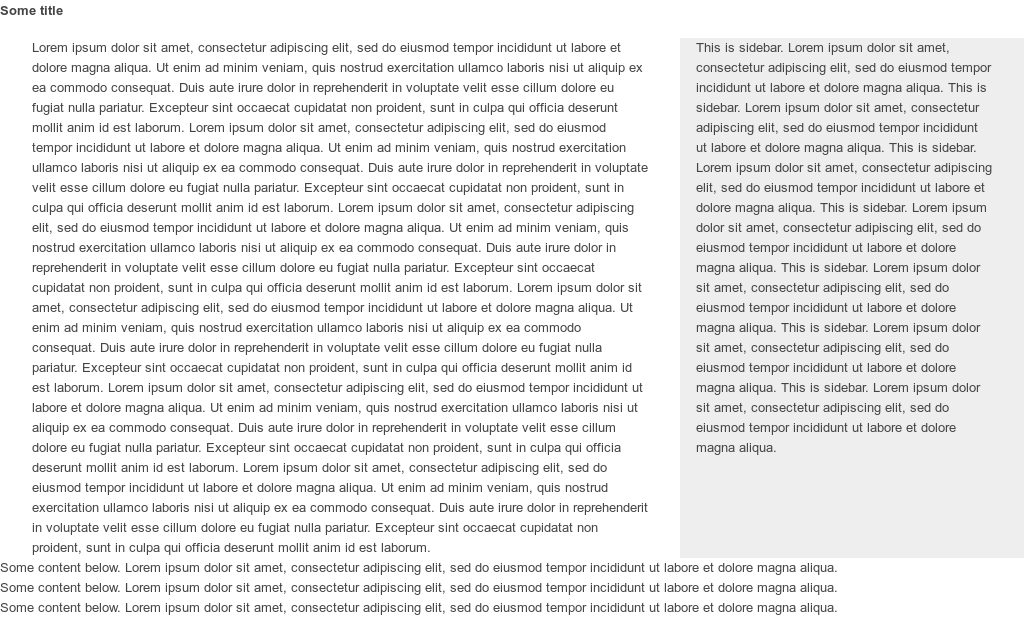 Some title
Lorem ipsum dolor sit amet, consectetur adipiscing elit, sed do eiusmod tempor incididunt ut labore et
dolore magna aliqua. Ut enim ad minim veniam, quis nostrud exercitation ullamco laboris nisi ut aliquip ex
ea commodo consequat. Duis aute irure dolor in reprehenderit in voluptate velit esse cillum dolore eu
fugiat nulla pariatur. Excepteur sint occaecat cupidatat non proident, sunt in culpa qui officia deserunt
mollit anim id est laborum. Lorem ipsum dolor sit amet, consectetur adipiscing elit, sed do eiusmod
tempor incididunt ut labore et dolore magna aliqua. Ut enim ad minim veniam, quis nostrud exercitation
ullamco laboris nisi ut aliquip ex ea commodo consequat. Duis aute irure dolor in reprehenderit in voluptate
velit esse cillum dolore eu fugiat nulla pariatur. Excepteur sint occaecat cupidatat non proident, sunt in
culpa qui officia deserunt mollit anim id est laborum. Lorem ipsum dolor sit amet, consectetur adipiscing
elit, sed do eiusmod tempor incididunt ut labore et dolore magna aliqua. Ut enim ad minim veniam, quis
nostrud exercitation ullamco laboris nisi ut aliquip ex ea commodo consequat. Duis aute irure dolor in
reprehenderit in voluptate velit esse cillum dolore eu fugiat nulla pariatur. Excepteur sint occaecat
cupidatat non proident, sunt in culpa qui officia deserunt mollit anim id est laborum. Lorem ipsum dolor sit
amet, consectetur adipiscing elit, sed do eiusmod tempor incididunt ut labore et dolore magna aliqua. Ut
enim ad minim veniam, quis nostrud exercitation ullamco laboris nisi ut aliquip ex ea commodo
consequat. Duis aute irure dolor in reprehenderit in voluptate velit esse cillum dolore eu fugiat nulla
pariatur. Excepteur sint occaecat cupidatat non proident, sunt in culpa qui officia deserunt mollit anim id
est laborum. Lorem ipsum dolor sit amet, consectetur adipiscing elit, sed do eiusmod tempor incididunt ut
labore et dolore magna aliqua. Ut enim ad minim veniam, quis nostrud exercitation ullamco laboris nisi ut
aliquip ex ea commodo consequat. Duis aute irure dolor in reprehenderit in voluptate velit esse cillum
dolore eu fugiat nulla pariatur. Excepteur sint occaecat cupidatat non proident, sunt in culpa qui officia
deserunt mollit anim id est laborum. Lorem ipsum dolor sit amet, consectetur adipiscing elit, sed do
eiusmod tempor incididunt ut labore et dolore magna aliqua. Ut enim ad minim veniam, quis nostrud
exercitation ullamco laboris nisi ut aliquip ex ea commodo consequat. Duis aute irure dolor in reprehenderit
in voluptate velit esse cillum dolore eu fugiat nulla pariatur. Excepteur sint occaecat cupidatat non
proident, sunt in culpa qui officia deserunt mollit anim id est laborum.
This is sidebar. Lorem ipsum dolor sit amet,
consectetur adipiscing elit, sed do eiusmod tempor
incididunt ut labore et dolore magna aliqua. This is
sidebar. Lorem ipsum dolor sit amet, consectetur
adipiscing elit, sed do eiusmod tempor incididunt
ut labore et dolore magna aliqua. This is sidebar.
Lorem ipsum dolor sit amet, consectetur adipiscing
elit, sed do eiusmod tempor incididunt ut labore et
dolore magna aliqua. This is sidebar. Lorem ipsum
dolor sit amet, consectetur adipiscing elit, sed do
eiusmod tempor incididunt ut labore et dolore
magna aliqua. This is sidebar. Lorem ipsum dolor
sit amet, consectetur adipiscing elit, sed do
eiusmod tempor incididunt ut labore et dolore
magna aliqua. This is sidebar. Lorem ipsum dolor
sit amet, consectetur adipiscing elit, sed do
eiusmod tempor incididunt ut labore et dolore
magna aliqua. This is sidebar. Lorem ipsum dolor
sit amet, consectetur adipiscing elit, sed do
eiusmod tempor incididunt ut labore et dolore
magna aliqua.
Some content below. Lorem ipsum dolor sit amet, consectetur adipiscing elit, sed do eiusmod tempor incididunt ut labore et dolore magna aliqua.
Some content below. Lorem ipsum dolor sit amet, consectetur adipiscing elit, sed do eiusmod tempor incididunt ut labore et dolore magna aliqua.
Some content below. Lorem ipsum dolor sit amet, consectetur adipiscing elit, sed do eiusmod tempor incididunt ut labore et dolore magna aliqua.